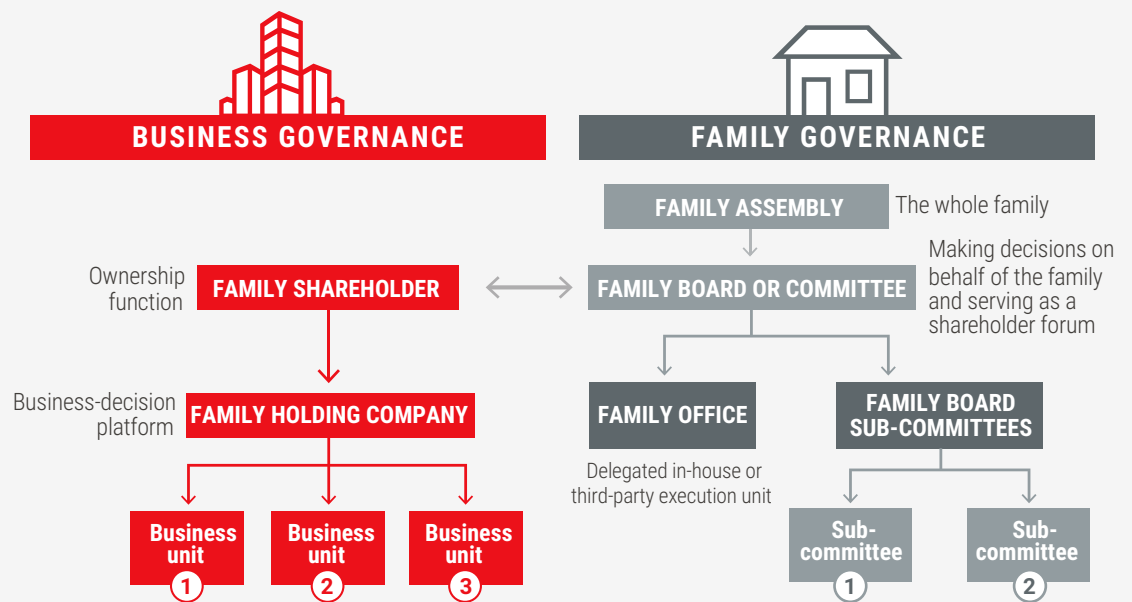 BUSINESS GOVERNANCE
FAMILY GOVERNANCE
FAMILY ASSEMBLY
The whole family
Ownership
function
FAMILY SHAREHOLDER
FAMILY BOARD OR COMMITTEE
Making decisions on
behalf of the family
and serving as a
shareholder forum
Business-decision
platform
FAMILY HOLDING COMPANY
FAMILY OFFICE
Delegated in-house or
third-party execution unit
FAMILY BOARD
SUB-COMMITTEES
Business
unit
1
Business
unit
2
Business
unit
3
Sub-
committee
1
Sub-
committee
2